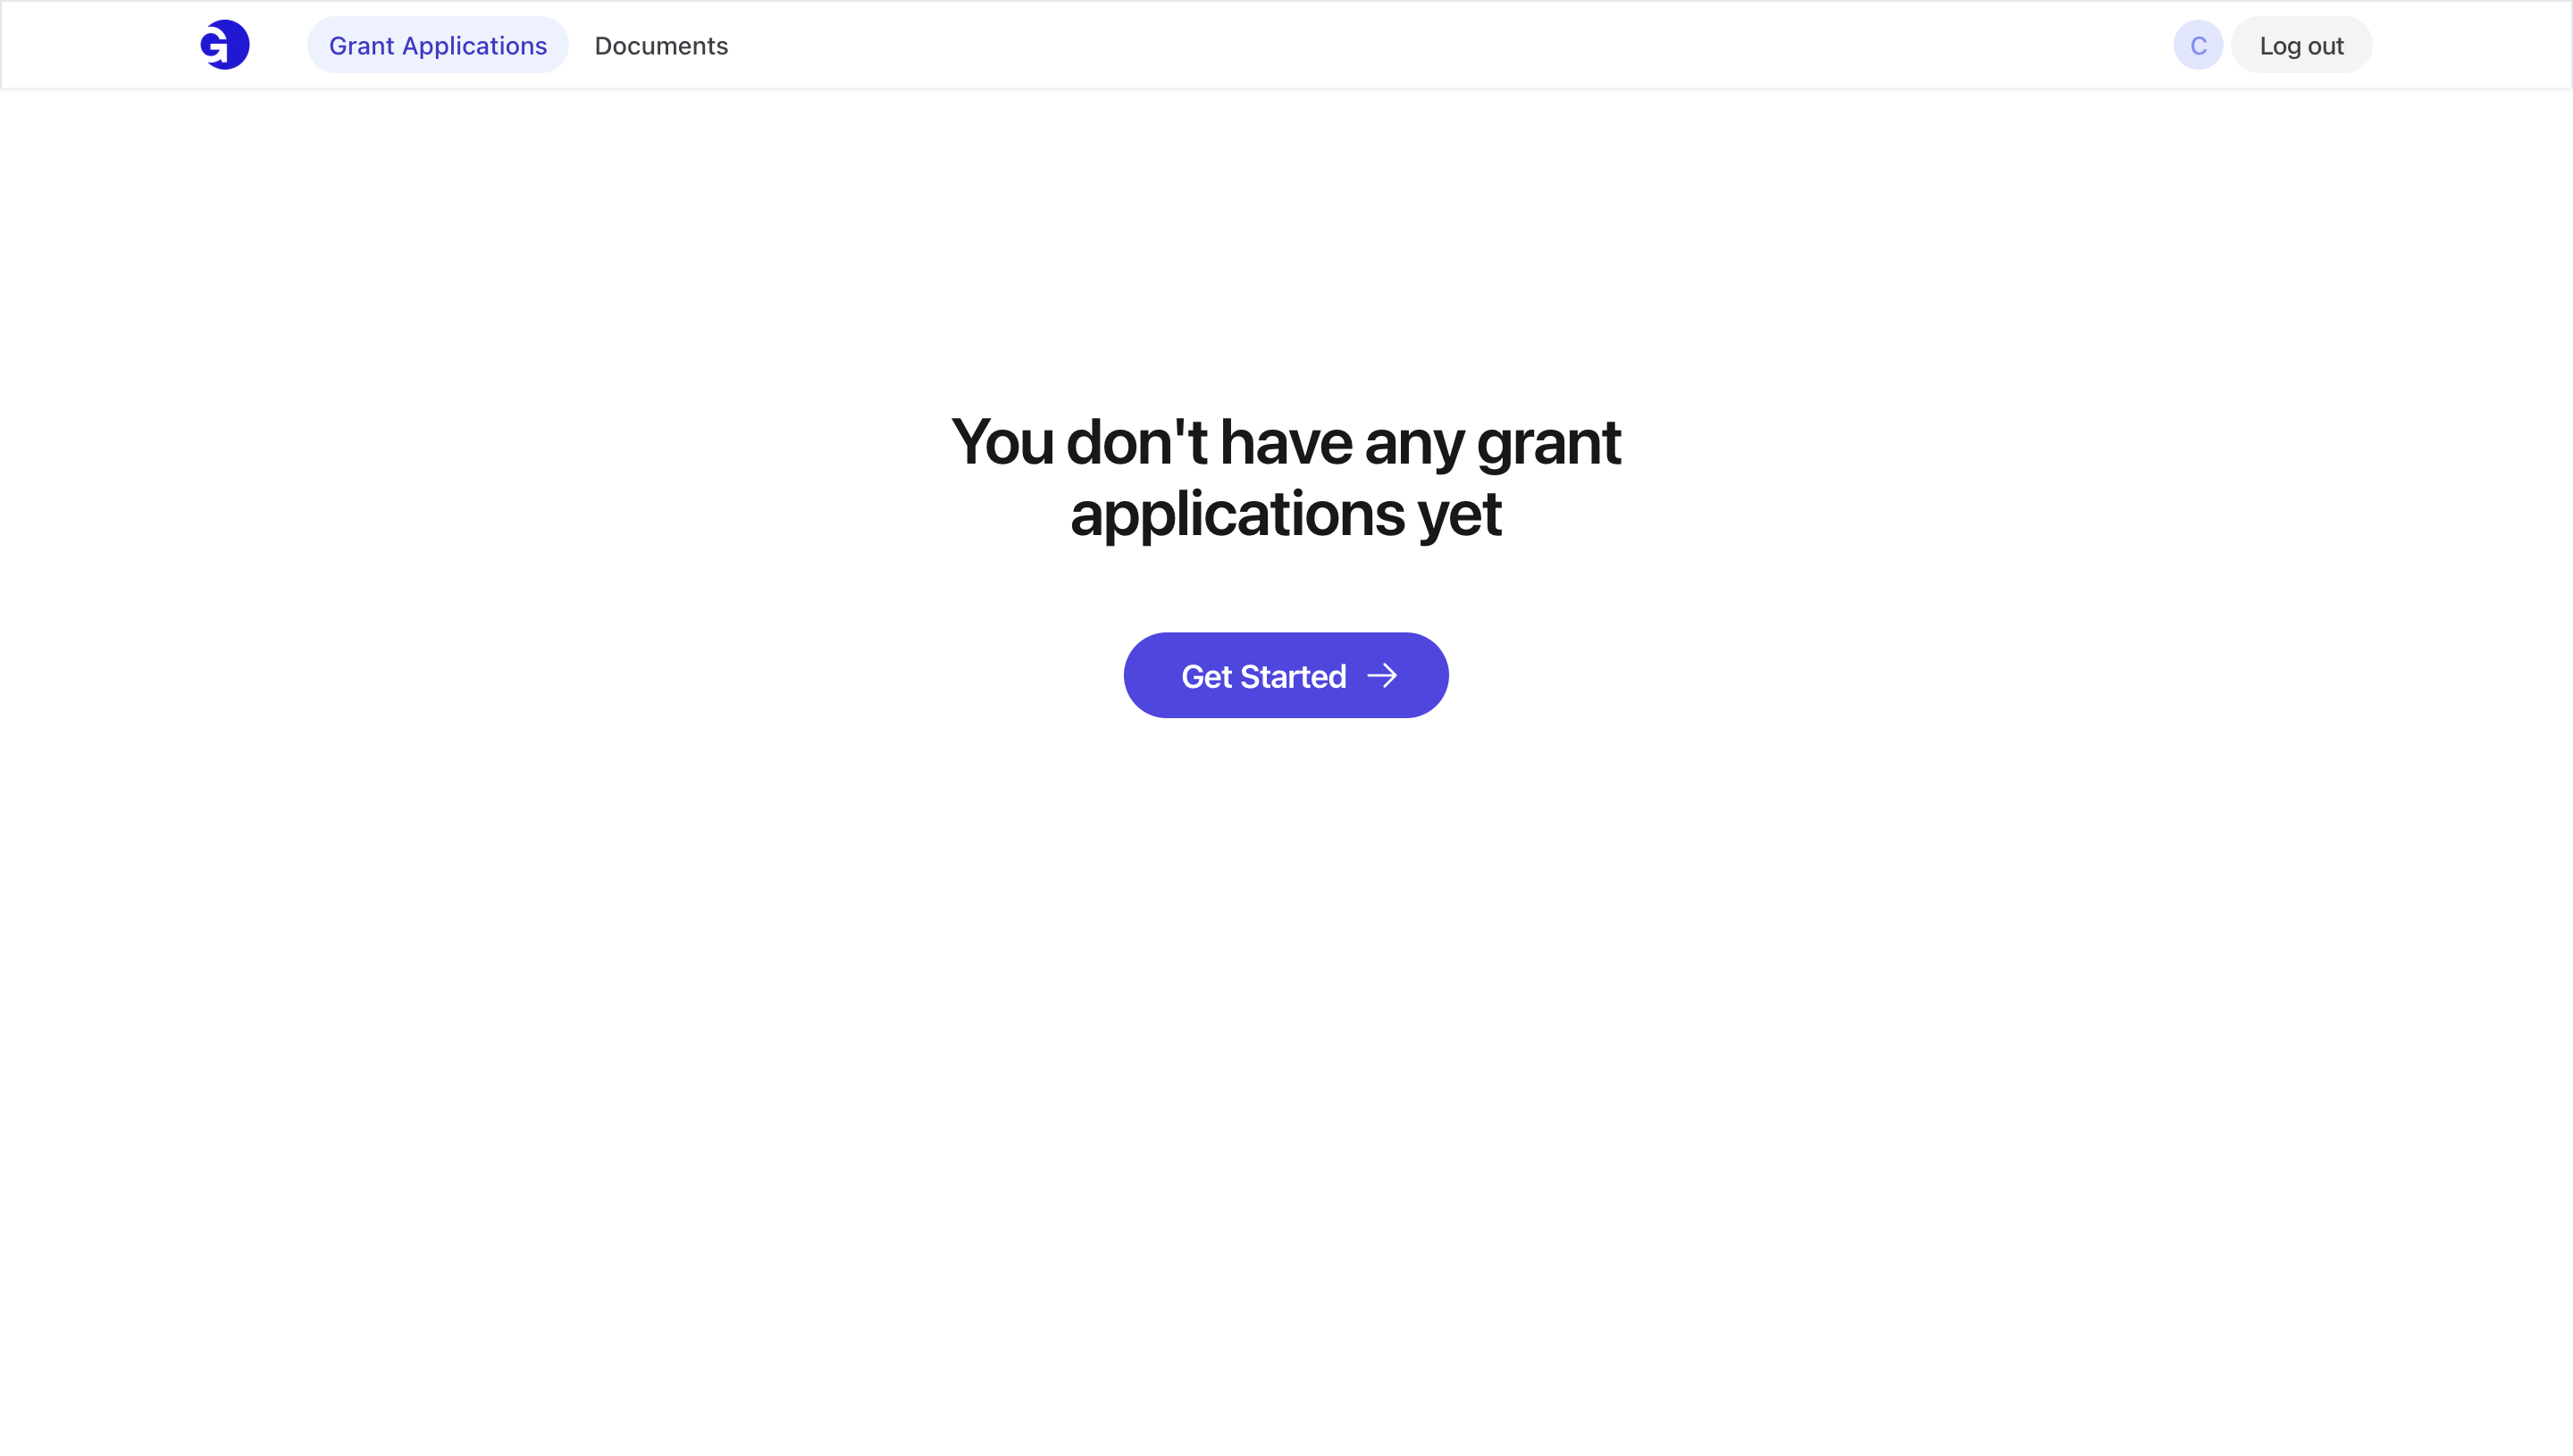 G
Grant Applications
Documents
C
Log out
You don't have any grant
applications yet
Get Started